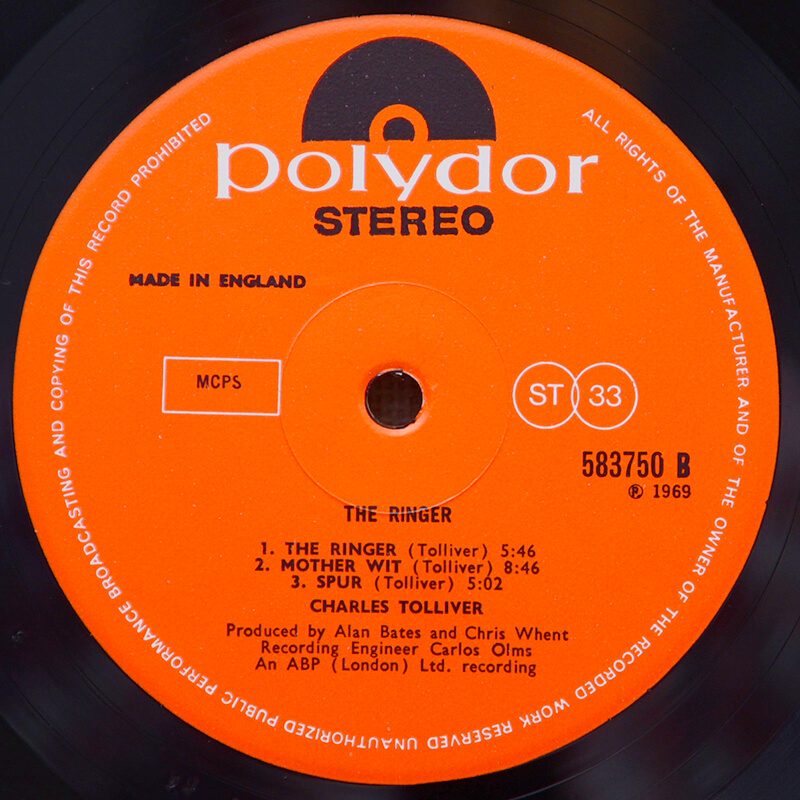 polydor
STEREO
MADE IN ENGLAND
MCPS
ST 33
583750 B
℗ 1969
THE RINGER
1. THE RINGER (Tolliver) 5:46
2. MOTHER WIT (Tolliver) 8:46
3. SPUR (Tolliver) 5:02
CHARLES TOLLIVER
Produced by Alan Bates and Chris Whent
Recording Engineer Carlos Olms
An ABP (London) Ltd. recording
ALL RIGHTS OF THE MANUFACTURER AND OF THE OWNER OF THE RECORDED WORK RESERVED UNAUTHORIZED PUBLIC PERFORMANCE BROADCASTING AND COPYING OF THIS RECORD PROHIBITED